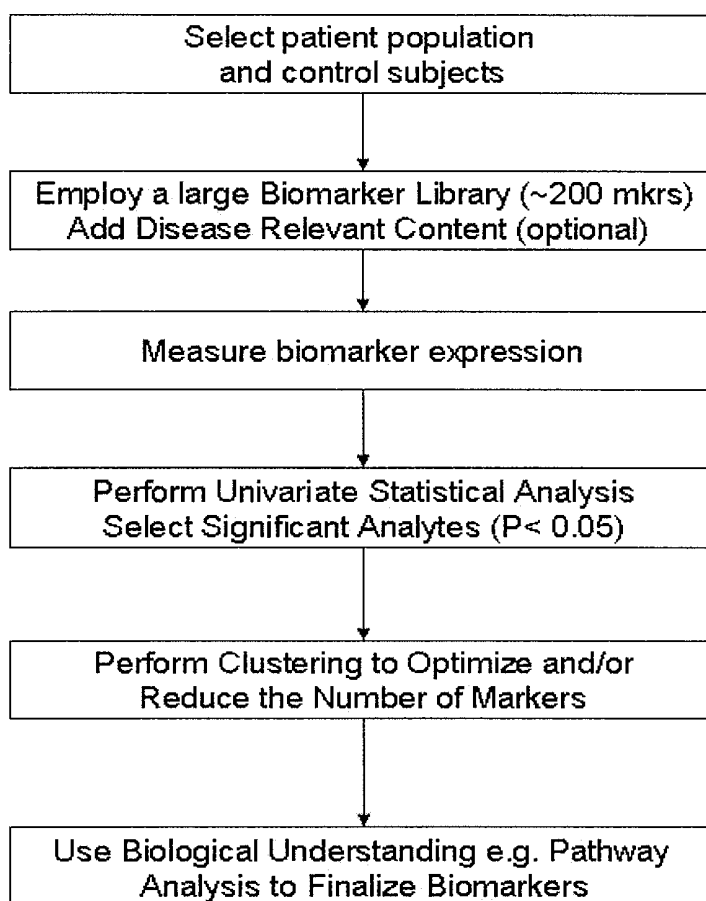 Select patient population
and control subjects
Employ a large Biomarker Library (~200 mkrs)
Add Disease Relevant Content (optional)
Measure biomarker expression
Perform Univariate Statistical Analysis
Select Significant Analytes (P< 0.05)
Perform Clustering to Optimize and/or
Reduce the Number of Markers
Use Biological Understanding e.g. Pathway
Analysis to Finalize Biomarkers